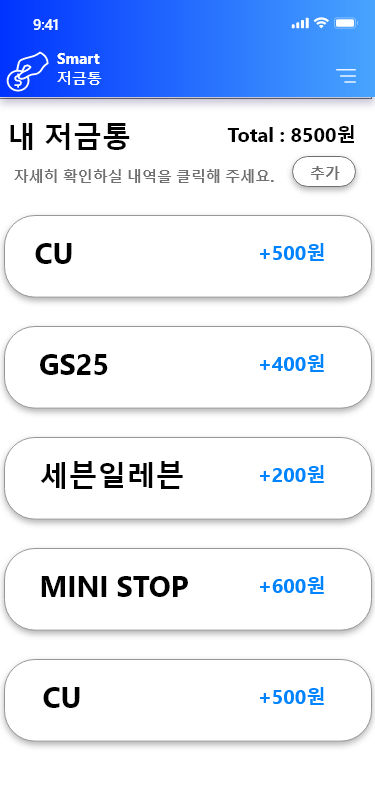 9:41
Smart
저금통
내 저금통
Total : 8500원
자세히 확인하실 내역을 클릭해 주세요.
추가
CU
+500원
GS25
+400원
세븐일레븐
+200원
MINI STOP
+600원
CU
+500원